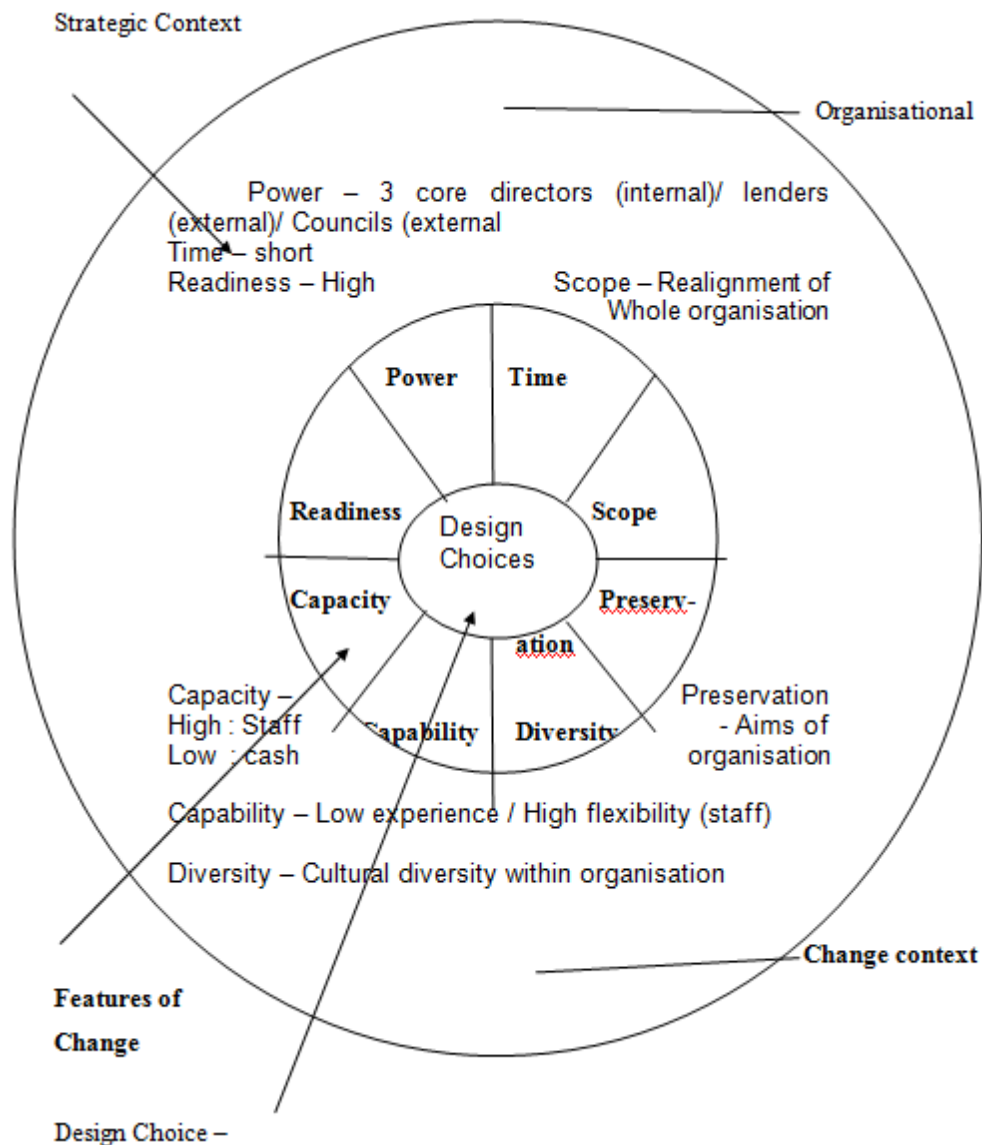 Strategic Context
Organisational
Power – 3 core directors (internal)/ lenders
(external)/ Councils (external
Time – short
Readiness – High
Scope – Realignment of
Whole organisation
Power
Time
Readiness
Scope
Design
Choices
Capacity
Preserv-
ation
Capability
Diversity
Capacity –
High : Staff
Low : cash
Preservation
- Aims of
organisation
Capability – Low experience / High flexibility (staff)
Diversity – Cultural diversity within organisation
Change context
Features of
Change
Design Choice –